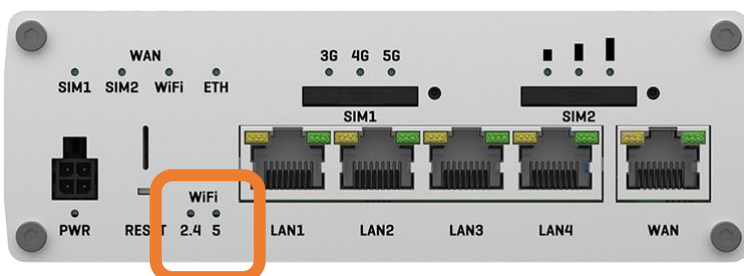 WAN
SIM1 SIM2 WiFi ETH
3G 4G 5G
SIM1
SIM2
WiFi
PWR RESET 2.4 5 LAN1 LAN2 LAN3 LAN4 WAN